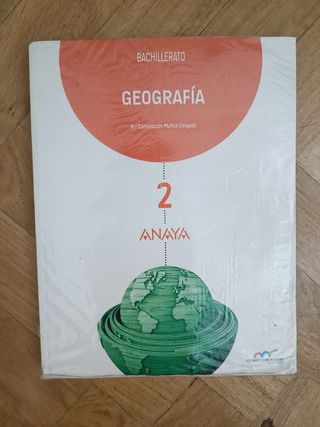 BACHILLERATO
GEOGRAFÍA
M.ª Concepción Muñoz-Delgado
2
ANAYA